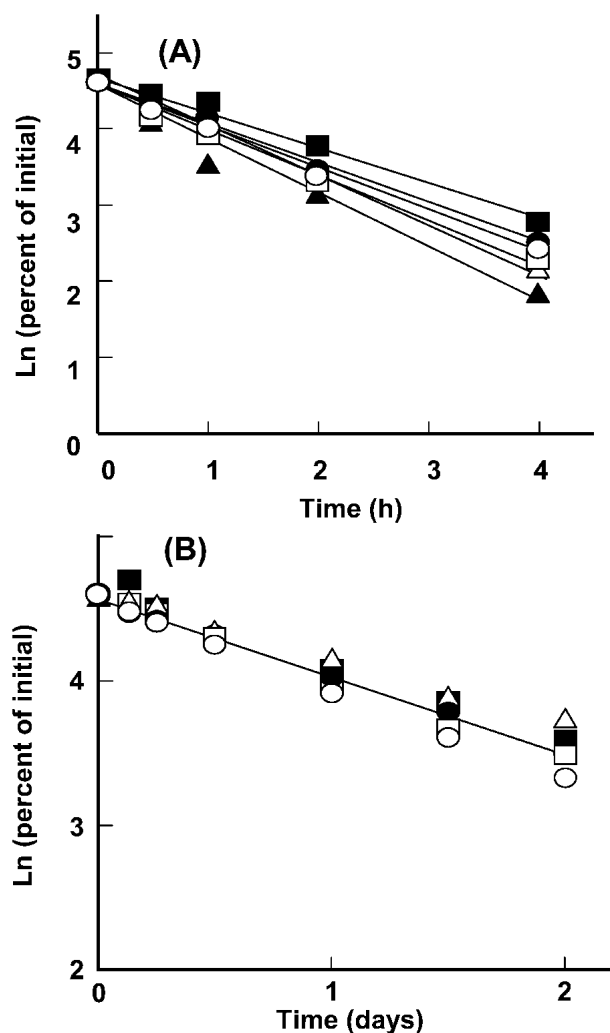 (A)
5
4
3
2
1
0
Ln (percent of initial)
0 1 2 3 4
Time (h)
(B)
4
3
2
Ln (percent of initial)
0 1 2
Time (days)